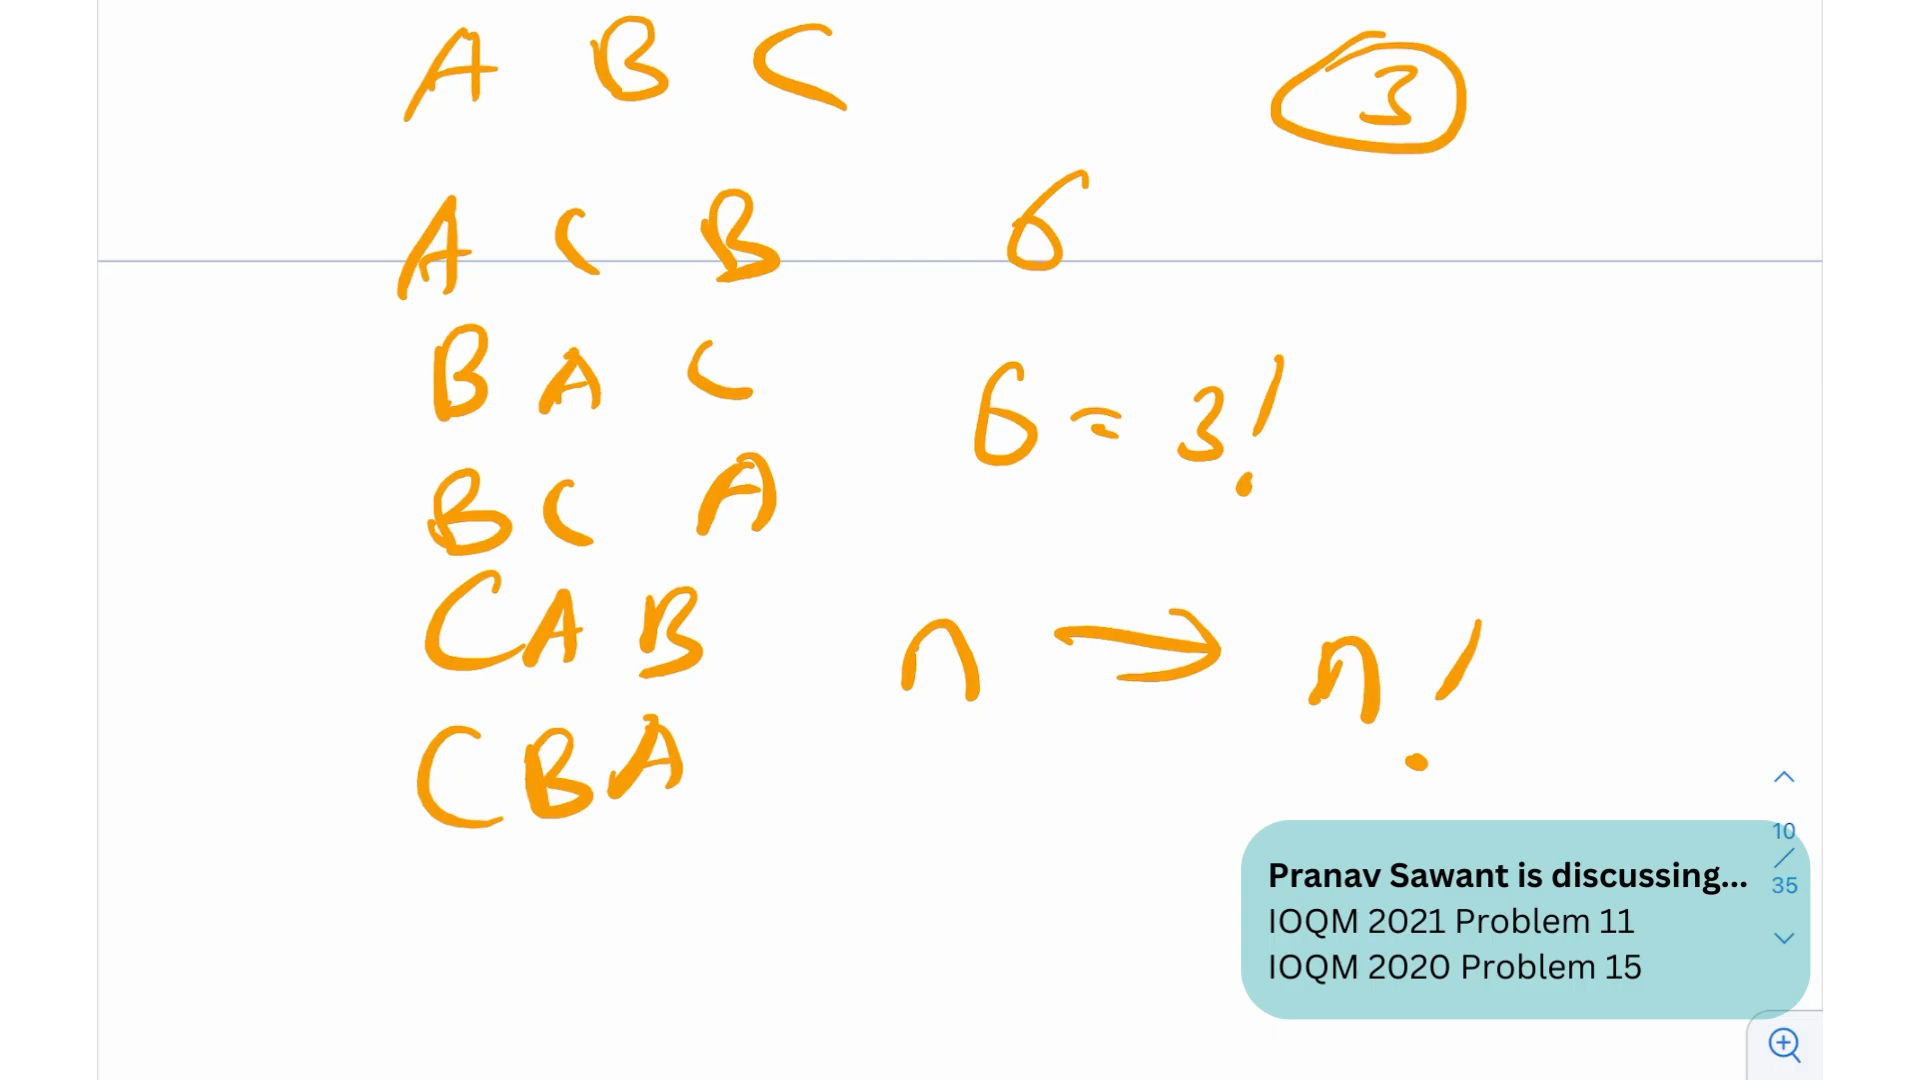 A B C 3
A C B 6
B A C
6 = 3!
B C A
C A B
n → n!
C B A
10
/
35
Pranav Sawant is discussing...
IOQM 2021 Problem 11
IOQM 2020 Problem 15